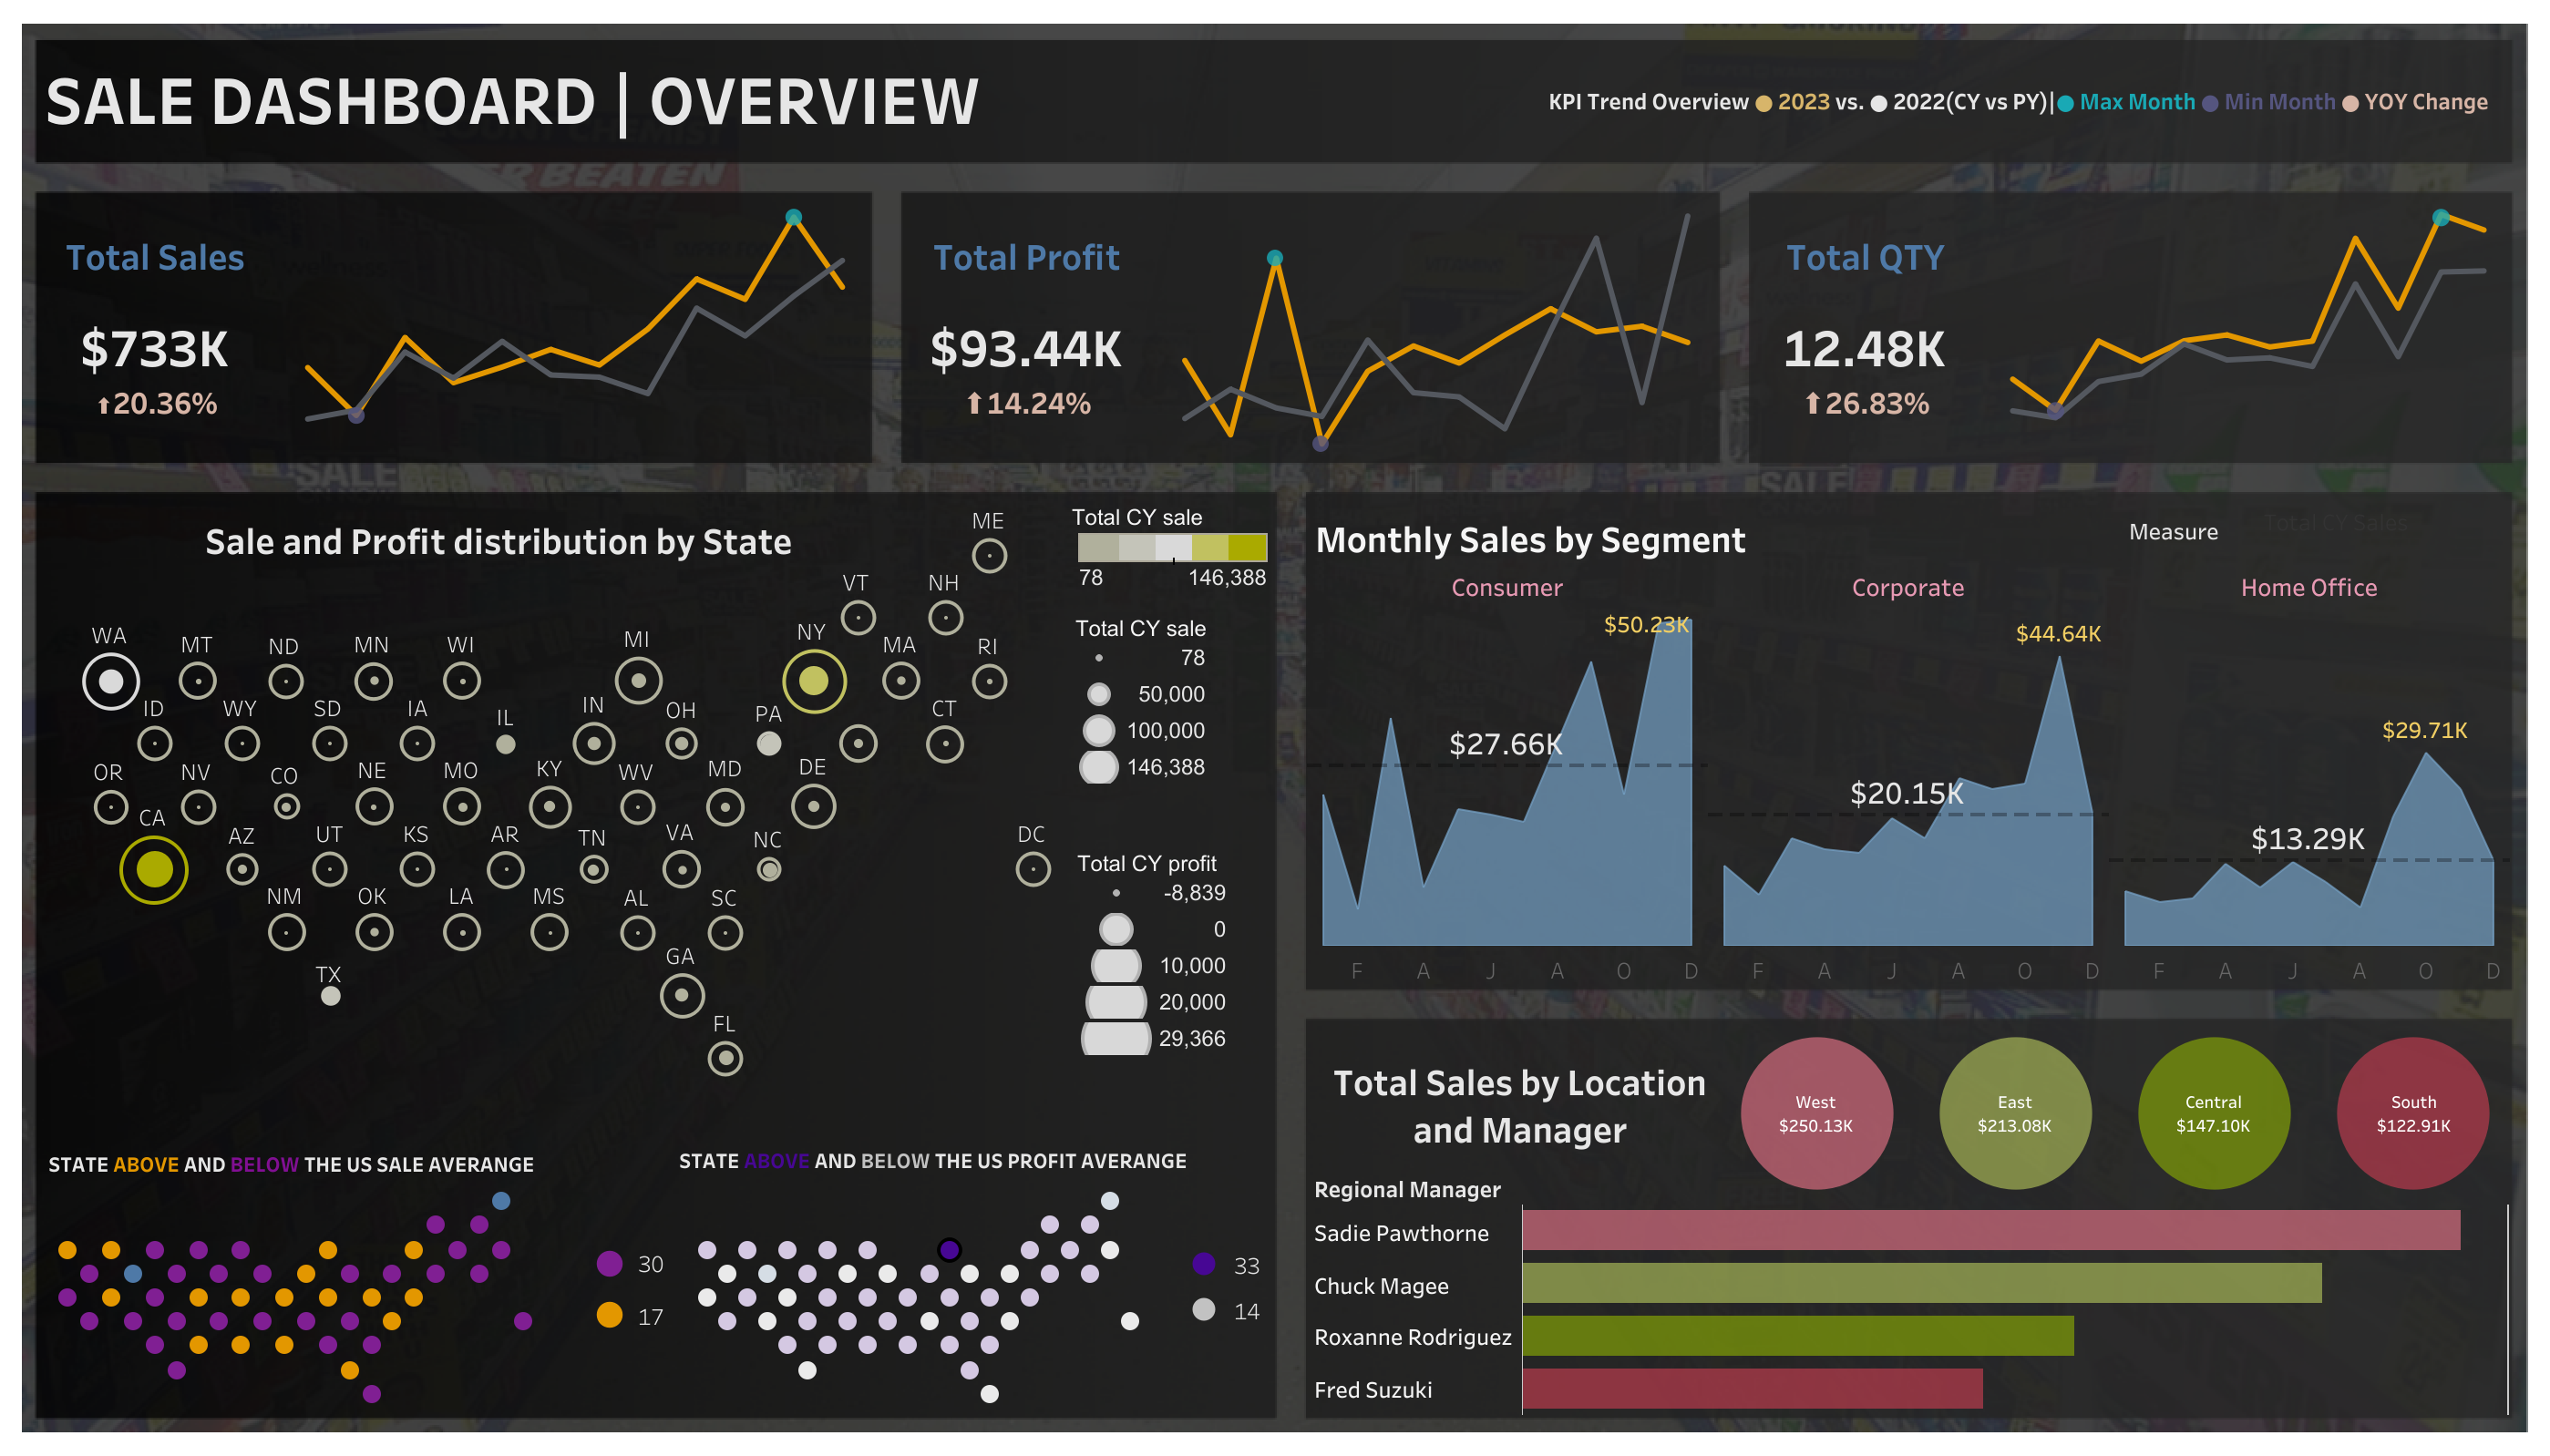 SALE DASHBOARD | OVERVIEW
KPI Trend Overview ● 2023 vs. ● 2022(CY vs PY)|● Max Month ● Min Month ● YOY Change
Total Sales
$733K
⬆20.36%
Total Profit
$93.44K
⬆14.24%
Total QTY
12.48K
⬆26.83%
Sale and Profit distribution by State
ME
VT NH
WA MT ND MN WI MI NY MA RI
ID WY SD IA IL IN OH PA CT
OR NV CO NE MO KY WV MD DE
CA AZ UT KS AR TN VA NC DC
NM OK LA MS AL SC
TX GA
FL
Total CY sale
78 146,388
Total CY sale
78
50,000
100,000
146,388
Total CY profit
-8,839
0
10,000
20,000
29,366
STATE ABOVE AND BELOW THE US SALE AVERANGE
30
17
STATE ABOVE AND BELOW THE US PROFIT AVERANGE
33
14
Monthly Sales by Segment
Measure
Total CY Sales
Consumer Corporate Home Office
$50.23K $44.64K $29.71K
$27.66K $20.15K $13.29K
F A J A O D F A J A O D F A J A O D
Total Sales by Location
and Manager
West
$250.13K
East
$213.08K
Central
$147.10K
South
$122.91K
Regional Manager
Sadie Pawthorne
Chuck Magee
Roxanne Rodriguez
Fred Suzuki
SALE
SALE
R BEATEN